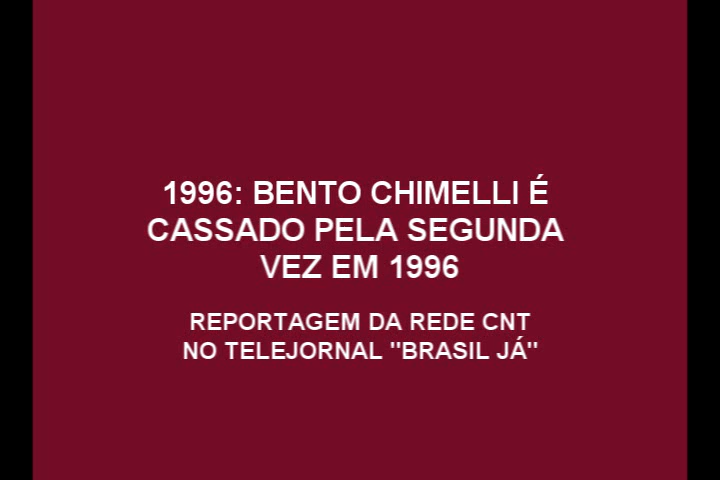 1996: BENTO CHIMELLI É
CASSADO PELA SEGUNDA
VEZ EM 1996
REPORTAGEM DA REDE CNT
NO TELEJORNAL "BRASIL JÁ"